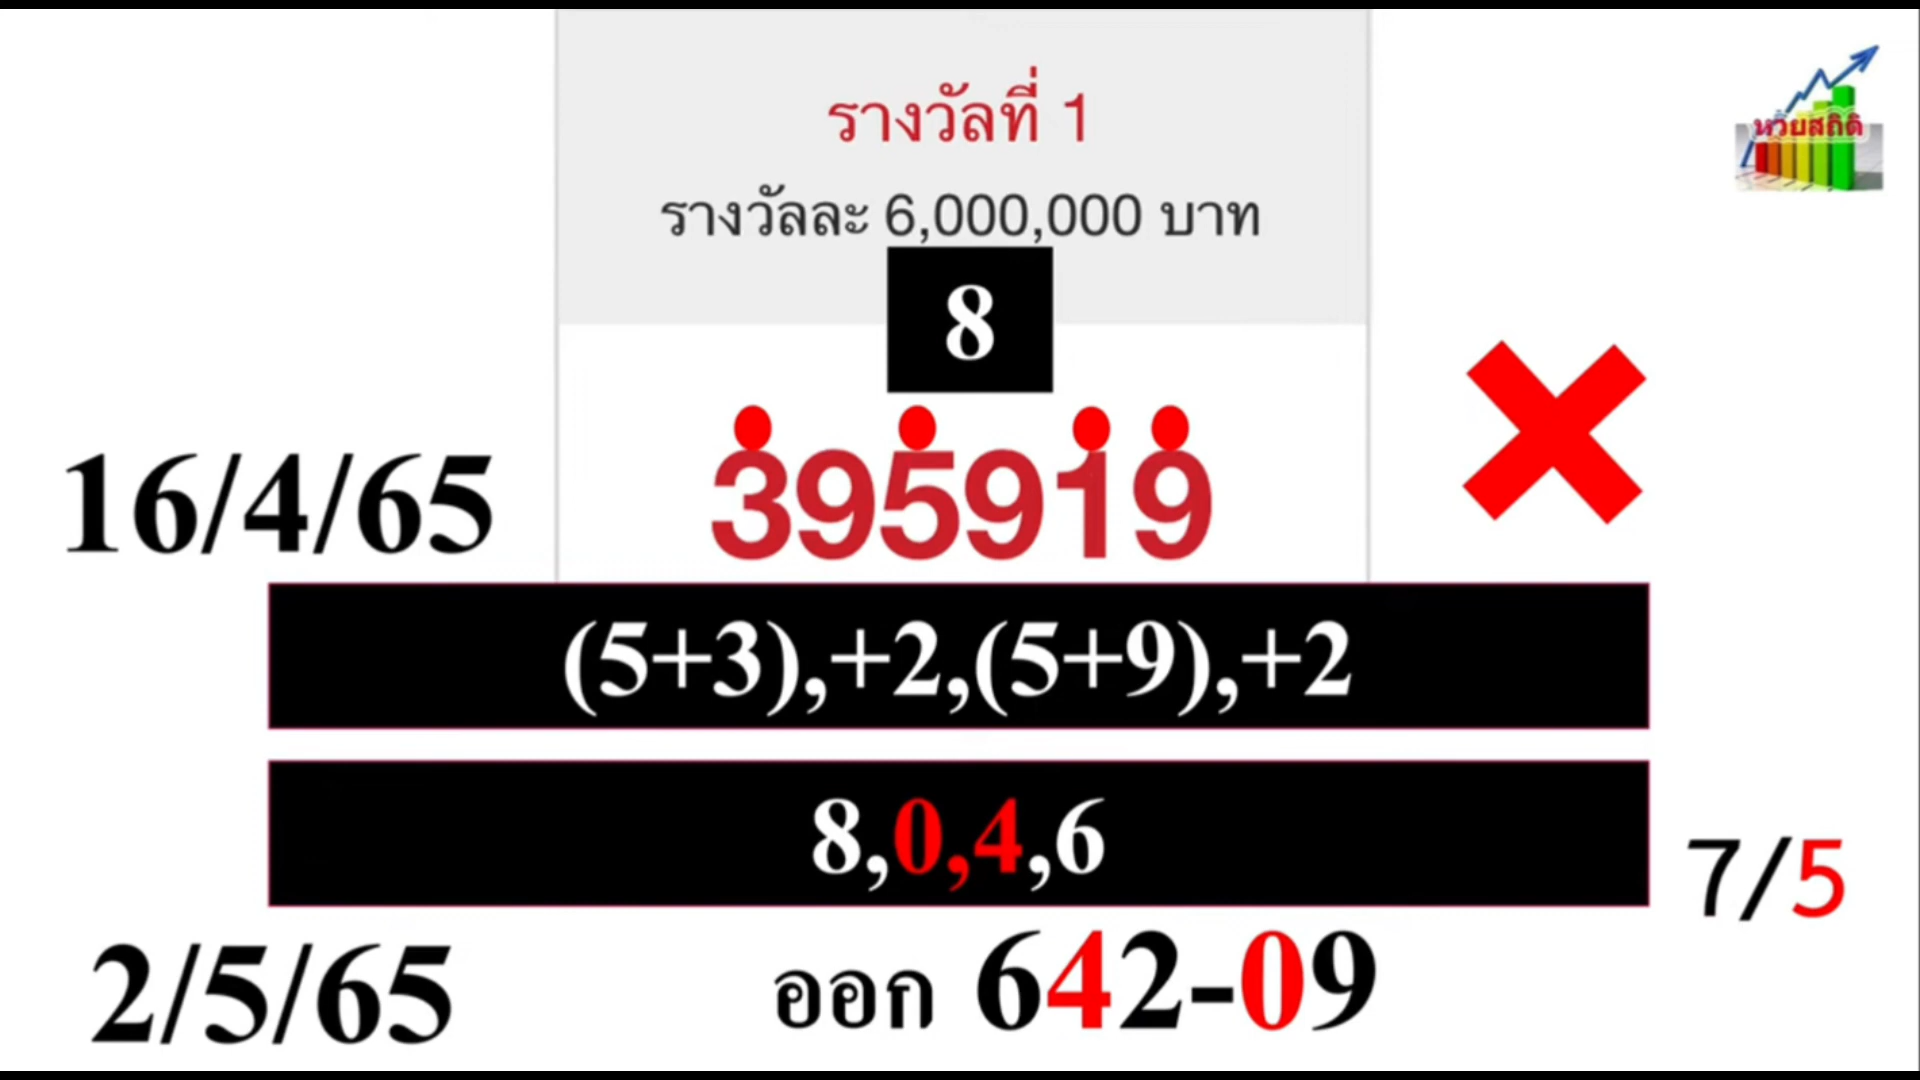 รางวัลที่ 1
หวยสถิติ
รางวัลละ 6,000,000 บาท
8
16/4/65
395919
(5+3),+2,(5+9),+2
8,0,4,6
7/5
2/5/65
ออก 642-09